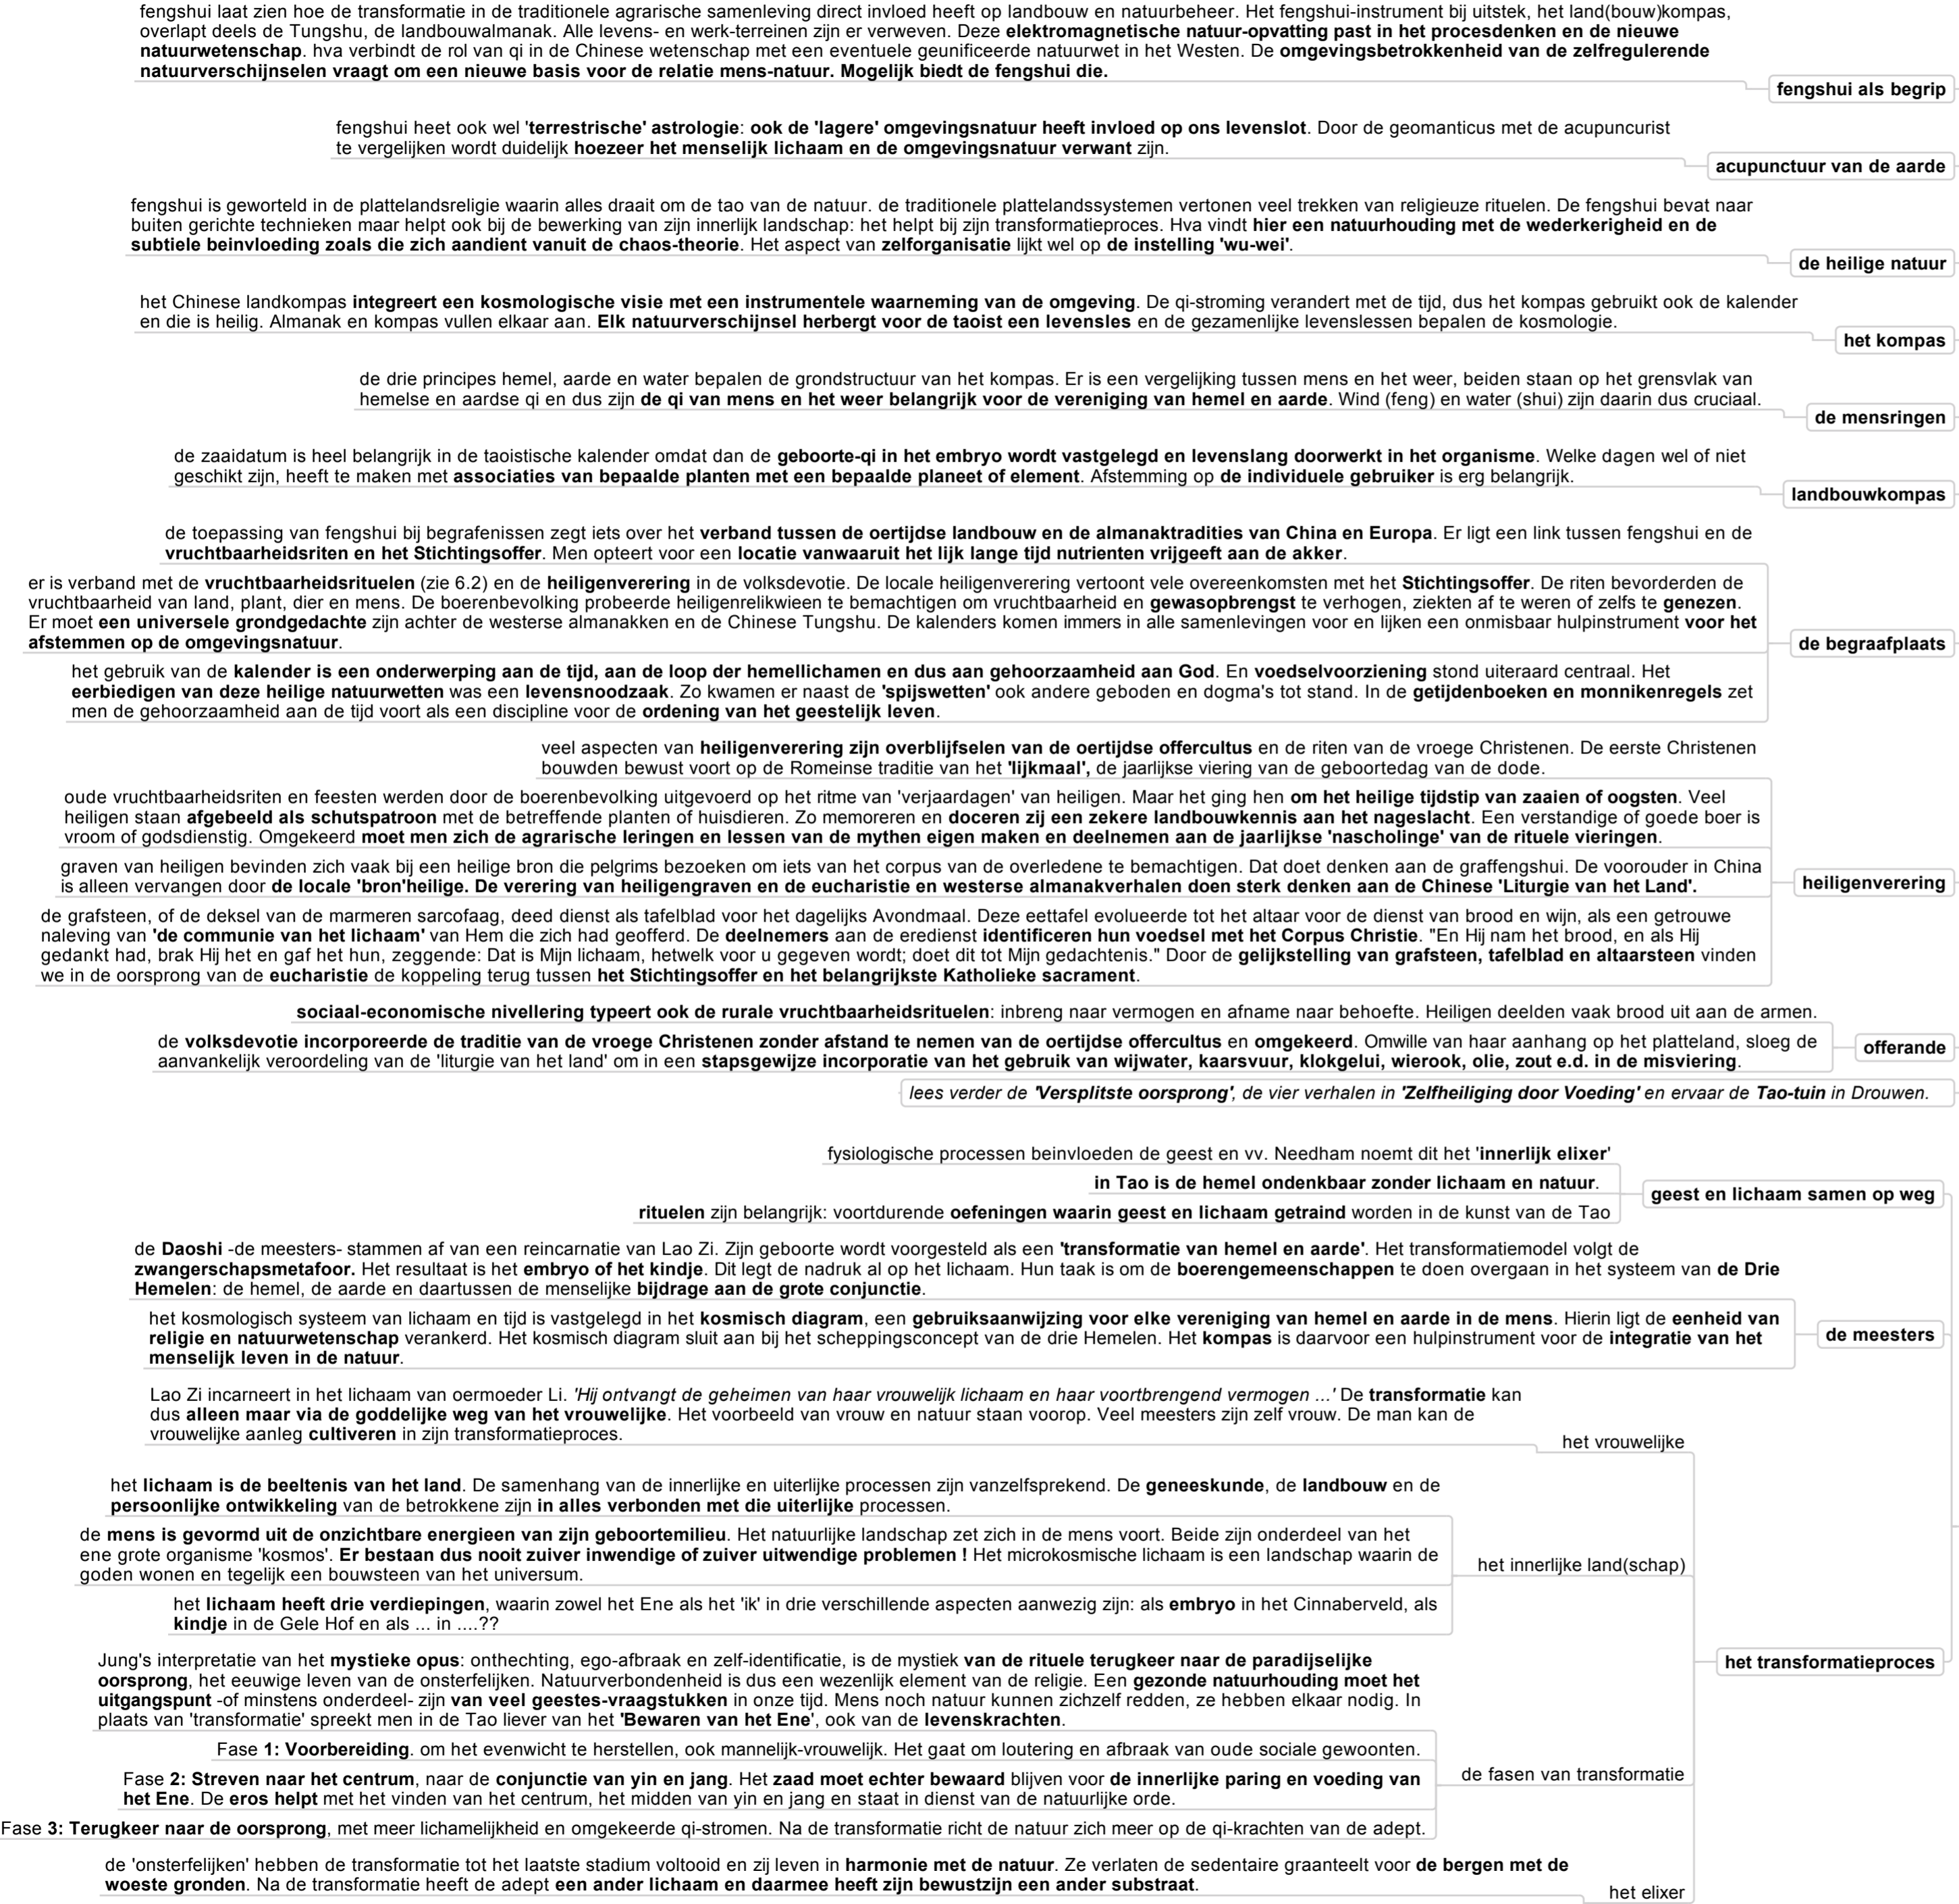 fengshui laat zien hoe de transformatie in de traditionele agrarische samenleving direct invloed heeft op landbouw en natuurbeheer. Het fengshui-instrument bij uitstek, het land(bouw)kompas,
overlapt deels de Tungshu, de landbouwalmanak. Alle levens- en werk-terreinen zijn er verweven. Deze elektromagnetische natuur-opvatting past in het procesdenken en de nieuwe
natuurwetenschap. hva verbindt de rol van qi in de Chinese wetenschap met een eventuele geunificeerde natuurwet in het Westen. De omgevingsbetrokkenheid van de zelfregulerende
natuurverschijnselen vraagt om een nieuwe basis voor de relatie mens-natuur. Mogelijk biedt de fengshui die.
fengshui als begrip
fengshui heet ook wel 'terrestrische' astrologie: ook de 'lagere' omgevingsnatuur heeft invloed op ons levenslot. Door de geomanticus met de acupuncurist
te vergelijken wordt duidelijk hoezeer het menselijk lichaam en de omgevingsnatuur verwant zijn.
acupunctuur van de aarde
fengshui is geworteld in de plattelandsreligie waarin alles draait om de tao van de natuur. de traditionele plattelandssystemen vertonen veel trekken van religieuze rituelen. De fengshui bevat naar
buiten gerichte technieken maar helpt ook bij de bewerking van zijn innerlijk landschap: het helpt bij zijn transformatieproces. Hva vindt hier een natuurhouding met de wederkerigheid en de
subtiele beinvloeding zoals die zich aandient vanuit de chaos-theorie. Het aspect van zelforganisatie lijkt wel op de instelling 'wu-wei'.
de heilige natuur
het Chinese landkompas integreert een kosmologische visie met een instrumentele waarneming van de omgeving. De qi-stroming verandert met de tijd, dus het kompas gebruikt ook de kalender
en die is heilig. Almanak en kompas vullen elkaar aan. Elk natuurverschijnsel herbergt voor de taoist een levensles en de gezamenlijke levenslessen bepalen de kosmologie.
het kompas
de drie principes hemel, aarde en water bepalen de grondstructuur van het kompas. Er is een vergelijking tussen mens en het weer, beiden staan op het grensvlak van
hemelse en aardse qi en dus zijn de qi van mens en het weer belangrijk voor de vereniging van hemel en aarde. Wind (feng) en water (shui) zijn daarin dus cruciaal.
de mensringen
de zaaidatum is heel belangrijk in de taoistische kalender omdat dan de geboorte-qi in het embryo wordt vastgelegd en levenslang doorwerkt in het organisme. Welke dagen wel of niet
geschikt zijn, heeft te maken met associaties van bepaalde planten met een bepaalde planeet of element. Afstemming op de individuele gebruiker is erg belangrijk.
landbouwkompas
de toepassing van fengshui bij begrafenissen zegt iets over het verband tussen de oertijdse landbouw en de almanaktradities van China en Europa. Er ligt een link tussen fengshui en de
vruchtbaarheidsriten en het Stichtingsoffer. Men opteert voor een locatie vanwaaruit het lijk lange tijd nutrienten vrijgeeft aan de akker.
er is verband met de vruchtbaarheidsrituelen (zie 6.2) en de heiligenverering in de volksdevotie. De locale heiligenverering vertoont vele overeenkomsten met het Stichtingsoffer. De riten bevorderden de
vruchtbaarheid van land, plant, dier en mens. De boerenbevolking probeerde heiligenrelikwieen te bemachtigen om vruchtbaarheid en gewasopbrengst te verhogen, ziekten af te weren of zelfs te genezen.
Er moet een universele grondgedachte zijn achter de westerse almanakken en de Chinese Tungshu. De kalenders komen immers in alle samenlevingen voor en lijken een onmisbaar hulpinstrument voor het
afstemmen op de omgevingsnatuur.
de begraafplaats
het gebruik van de kalender is een onderwerping aan de tijd, aan de loop der hemellichamen en dus aan gehoorzaamheid aan God. En voedselvoorziening stond uiteraard centraal. Het
eerbiedigen van deze heilige natuurwetten was een levensnoodzaak. Zo kwamen er naast de 'spijswetten' ook andere geboden en dogma's tot stand. In de getijdenboeken en monnikenregels zet
men de gehoorzaamheid aan de tijd voort als een discipline voor de ordening van het geestelijk leven.
veel aspecten van heiligenverering zijn overblijfselen van de oertijdse offercultus en de riten van de vroege Christenen. De eerste Christenen
bouwden bewust voort op de Romeinse traditie van het 'lijkmaal', de jaarlijkse viering van de geboortedag van de dode.
oude vruchtbaarheidsriten en feesten werden door de boerenbevolking uitgevoerd op het ritme van 'verjaardagen' van heiligen. Maar het ging hen om het heilige tijdstip van zaaien of oogsten. Veel
heiligen staan afgebeeld als schutspatroon met de betreffende planten of huisdieren. Zo memoreren en doceren zij een zekere landbouwkennis aan het nageslacht. Een verstandige of goede boer is
vroom of godsdienstig. Omgekeerd moet men zich de agrarische leringen en lessen van de mythen eigen maken en deelnemen aan de jaarlijkse 'nascholinge' van de rituele vieringen.
graven van heiligen bevinden zich vaak bij een heilige bron die pelgrims bezoeken om iets van het corpus van de overledene te bemachtigen. Dat doet denken aan de graffengshui. De voorouder in China
is alleen vervangen door de locale 'bron'heilige. De verering van heiligengraven en de eucharistie en westerse almanakverhalen doen sterk denken aan de Chinese 'Liturgie van het Land'.
heiligenverering
de grafsteen, of de deksel van de marmeren sarcofaag, deed dienst als tafelblad voor het dagelijks Avondmaal. Deze eettafel evolueerde tot het altaar voor de dienst van brood en wijn, als een getrouwe
naleving van 'de communie van het lichaam' van Hem die zich had geofferd. De deelnemers aan de eredienst identificeren hun voedsel met het Corpus Christie. "En Hij nam het brood, en als Hij
gedankt had, brak Hij het en gaf het hun, zeggende: Dat is Mijn lichaam, hetwelk voor u gegeven wordt; doet dit tot Mijn gedachtenis." Door de gelijkstelling van grafsteen, tafelblad en altaarsteen vinden
we in de oorsprong van de eucharistie de koppeling terug tussen het Stichtingsoffer en het belangrijkste Katholieke sacrament.
sociaal-economische nivellering typeert ook de rurale vruchtbaarheidsrituelen: inbreng naar vermogen en afname naar behoefte. Heiligen deelden vaak brood uit aan de armen.
de volksdevotie incorporeerde de traditie van de vroege Christenen zonder afstand te nemen van de oertijdse offercultus en omgekeerd. Omwille van haar aanhang op het platteland, sloeg de
aanvankelijk veroordeling van de 'liturgie van het land' om in een stapsgewijze incorporatie van het gebruik van wijwater, kaarsvuur, klokgelui, wierook, olie, zout e.d. in de misviering.
offerande
lees verder de 'Versplitste oorsprong', de vier verhalen in 'Zelfheiliging door Voeding' en ervaar de Tao-tuin in Drouwen.
fysiologische processen beinvloeden de geest en vv. Needham noemt dit het 'innerlijk elixer'
in Tao is de hemel ondenkbaar zonder lichaam en natuur.
geest en lichaam samen op weg
rituelen zijn belangrijk: voortdurende oefeningen waarin geest en lichaam getraind worden in de kunst van de Tao
de Daoshi -de meesters- stammen af van een reincarnatie van Lao Zi. Zijn geboorte wordt voorgesteld als een 'transformatie van hemel en aarde'. Het transformatiemodel volgt de
zwangerschapsmetafoor. Het resultaat is het embryo of het kindje. Dit legt de nadruk al op het lichaam. Hun taak is om de boerengemeenschappen te doen overgaan in het systeem van de Drie
Hemelen: de hemel, de aarde en daartussen de menselijke bijdrage aan de grote conjunctie.
het kosmologisch systeem van lichaam en tijd is vastgelegd in het kosmisch diagram, een gebruiksaanwijzing voor elke vereniging van hemel en aarde in de mens. Hierin ligt de eenheid van
religie en natuurwetenschap verankerd. Het kosmisch diagram sluit aan bij het scheppingsconcept van de drie Hemelen. Het kompas is daarvoor een hulpinstrument voor de integratie van het
menselijk leven in de natuur.
de meesters
Lao Zi incarneert in het lichaam van oermoeder Li. 'Hij ontvangt de geheimen van haar vrouwelijk lichaam en haar voortbrengend vermogen ...' De transformatie kan
dus alleen maar via de goddelijke weg van het vrouwelijke. Het voorbeeld van vrouw en natuur staan voorop. Veel meesters zijn zelf vrouw. De man kan de
vrouwelijke aanleg cultiveren in zijn transformatieproces.
het vrouwelijke
het lichaam is de beeltenis van het land. De samenhang van de innerlijke en uiterlijke processen zijn vanzelfsprekend. De geneeskunde, de landbouw en de
persoonlijke ontwikkeling van de betrokkene zijn in alles verbonden met die uiterlijke processen.
de mens is gevormd uit de onzichtbare energieen van zijn geboortemilieu. Het natuurlijke landschap zet zich in de mens voort. Beide zijn onderdeel van het
ene grote organisme 'kosmos'. Er bestaan dus nooit zuiver inwendige of zuiver uitwendige problemen ! Het microkosmische lichaam is een landschap waarin de
goden wonen en tegelijk een bouwsteen van het universum.
het innerlijke land(schap)
het lichaam heeft drie verdiepingen, waarin zowel het Ene als het 'ik' in drie verschillende aspecten aanwezig zijn: als embryo in het Cinnaberveld, als
kindje in de Gele Hof en als ... in ....??
Jung's interpretatie van het mystieke opus: onthechting, ego-afbraak en zelf-identificatie, is de mystiek van de rituele terugkeer naar de paradijselijke
oorsprong, het eeuwige leven van de onsterfelijken. Natuurverbondenheid is dus een wezenlijk element van de religie. Een gezonde natuurhouding moet het
uitgangspunt -of minstens onderdeel- zijn van veel geestes-vraagstukken in onze tijd. Mens noch natuur kunnen zichzelf redden, ze hebben elkaar nodig. In
plaats van 'transformatie' spreekt men in de Tao liever van het 'Bewaren van het Ene', ook van de levenskrachten.
het transformatieproces
Fase 1: Voorbereiding. om het evenwicht te herstellen, ook mannelijk-vrouwelijk. Het gaat om loutering en afbraak van oude sociale gewoonten.
Fase 2: Streven naar het centrum, naar de conjunctie van yin en jang. Het zaad moet echter bewaard blijven voor de innerlijke paring en voeding van
het Ene. De eros helpt met het vinden van het centrum, het midden van yin en jang en staat in dienst van de natuurlijke orde.
de fasen van transformatie
Fase 3: Terugkeer naar de oorsprong, met meer lichamelijkheid en omgekeerde qi-stromen. Na de transformatie richt de natuur zich meer op de qi-krachten van de adept.
de 'onsterfelijken' hebben de transformatie tot het laatste stadium voltooid en zij leven in harmonie met de natuur. Ze verlaten de sedentaire graanteelt voor de bergen met de
woeste gronden. Na de transformatie heeft de adept een ander lichaam en daarmee heeft zijn bewustzijn een ander substraat.
het elixer